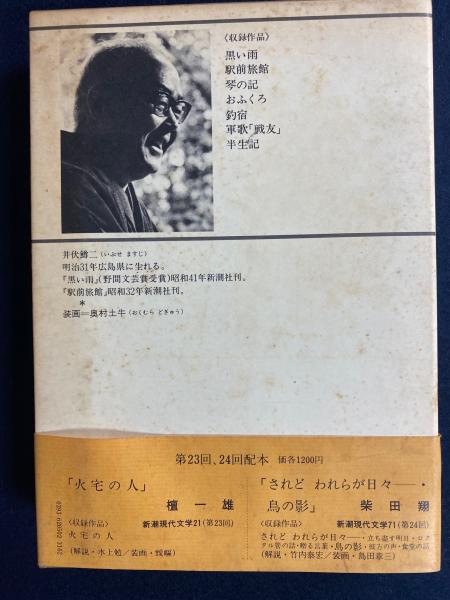 〈収録作品〉
黒い雨
駅前旅館
琴の記
おふくろ
釣宿
軍歌「戦友」
半生記
井伏鱒二(いぶせ ますじ)
明治31年広島県に生れる。
『黒い雨』(野間文芸賞受賞)昭和41年新潮社刊。
『駅前旅館』昭和32年新潮社刊。
*
装画=奥村土牛(おくむら どぎゅう)
第23回、24回配本 価各1200円
「火宅の人」
檀一雄
〈収録作品〉 新潮現代文学21(第23回)
火宅の人
(解説・水上勉/装画・
「されど われらが日々──・
鳥の影」 柴田翔
〈収録作品〉 新潮現代文学71(第24回)
されど われらが日々──・立ち盡す明日・ロク
タル管の話・贈る言葉・鳥の影・彼方の声・食堂の話
(解説・竹内泰宏/装画・島田章三)